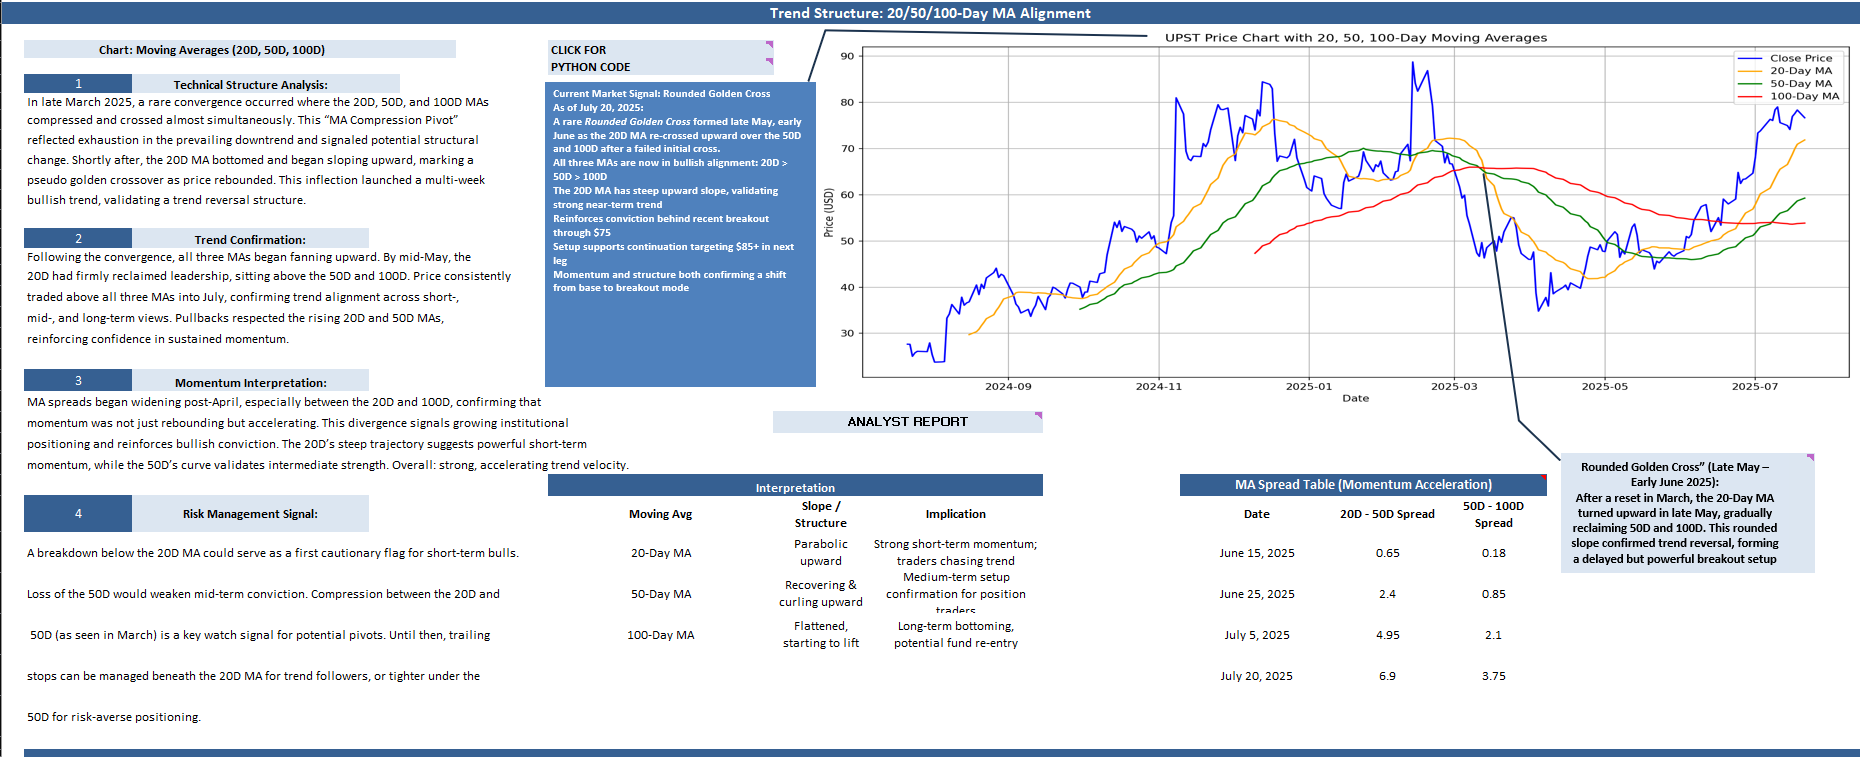 Trend Structure: 20/50/100-Day MA Alignment
Chart: Moving Averages (20D, 50D, 100D)
1
Technical Structure Analysis:
In late March 2025, a rare convergence occurred where the 20D, 50D, and 100D MAs
compressed and crossed almost simultaneously. This “MA Compression Pivot”
reflected exhaustion in the prevailing downtrend and signaled potential structural
change. Shortly after, the 20D MA bottomed and began sloping upward, marking a
pseudo golden crossover as price rebounded. This inflection launched a multi-week
bullish trend, validating a trend reversal structure.
2
Trend Confirmation:
Following the convergence, all three MAs began fanning upward. By mid-May, the
20D had firmly reclaimed leadership, sitting above the 50D and 100D. Price consistently
traded above all three MAs into July, confirming trend alignment across short-,
mid-, and long-term views. Pullbacks respected the rising 20D and 50D MAs,
reinforcing confidence in sustained momentum.
3
Momentum Interpretation:
MA spreads began widening post-April, especially between the 20D and 100D, confirming that
momentum was not just rebounding but accelerating. This divergence signals growing institutional
positioning and reinforces bullish conviction. The 20D’s steep trajectory suggests powerful short-term
momentum, while the 50D’s curve validates intermediate strength. Overall: strong, accelerating trend velocity.
4
Risk Management Signal:
A breakdown below the 20D MA could serve as a first cautionary flag for short-term bulls.
Loss of the 50D would weaken mid-term conviction. Compression between the 20D and
50D (as seen in March) is a key watch signal for potential pivots. Until then, trailing
stops can be managed beneath the 20D MA for trend followers, or tighter under the
50D for risk-averse positioning.
CLICK FOR
PYTHON CODE
Current Market Signal: Rounded Golden Cross
As of July 20, 2025:
A rare Rounded Golden Cross formed late May, early
June as the 20D MA re-crossed upward over the 50D
and 100D after a failed initial cross.
All three MAs are now in bullish alignment: 20D >
50D > 100D
The 20D MA has steep upward slope, validating
strong near-term trend
Reinforces conviction behind recent breakout
through $75
Setup supports continuation targeting $85+ in next
leg
Momentum and structure both confirming a shift
from base to breakout mode
UPST Price Chart with 20, 50, 100-Day Moving Averages
Close Price
20-Day MA
50-Day MA
100-Day MA
Price (USD)
90
80
70
60
50
40
30
2024-09
2024-11
2025-01
2025-03
2025-05
2025-07
Date
ANALYST REPORT
Interpretation
Moving Avg
Slope /
Structure
Implication
20-Day MA
Parabolic
upward
Strong short-term momentum;
traders chasing trend
50-Day MA
Recovering &
curling upward
Medium-term setup
confirmation for position
traders
100-Day MA
Flattened,
starting to lift
Long-term bottoming,
potential fund re-entry
MA Spread Table (Momentum Acceleration)
Date
20D - 50D Spread
50D - 100D
Spread
June 15, 2025
0.65
0.18
June 25, 2025
2.4
0.85
July 5, 2025
4.95
2.1
July 20, 2025
6.9
3.75
Rounded Golden Cross” (Late May –
Early June 2025):
After a reset in March, the 20-Day MA
turned upward in late May, gradually
reclaiming 50D and 100D. This rounded
slope confirmed trend reversal, forming
a delayed but powerful breakout setup